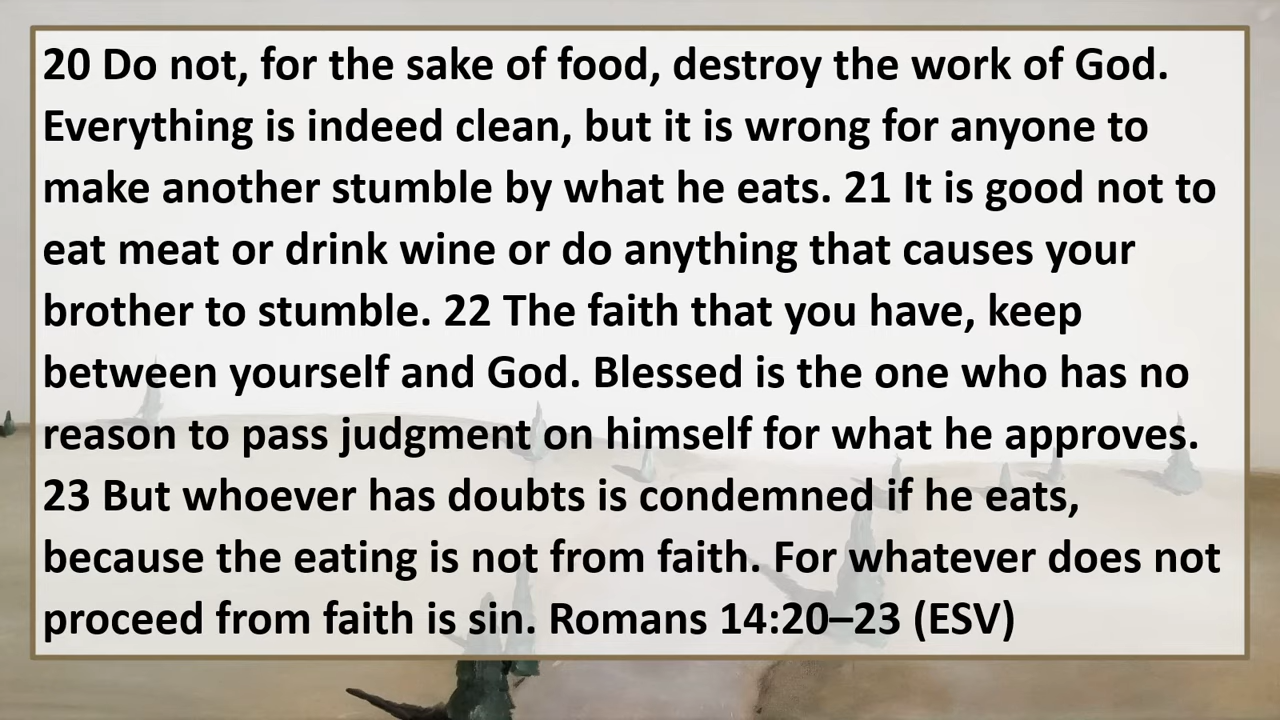 20 Do not, for the sake of food, destroy the work of God.
Everything is indeed clean, but it is wrong for anyone to
make another stumble by what he eats. 21 It is good not to
eat meat or drink wine or do anything that causes your
brother to stumble. 22 The faith that you have, keep
between yourself and God. Blessed is the one who has no
reason to pass judgment on himself for what he approves.
23 But whoever has doubts is condemned if he eats,
because the eating is not from faith. For whatever does not
proceed from faith is sin. Romans 14:20–23 (ESV)